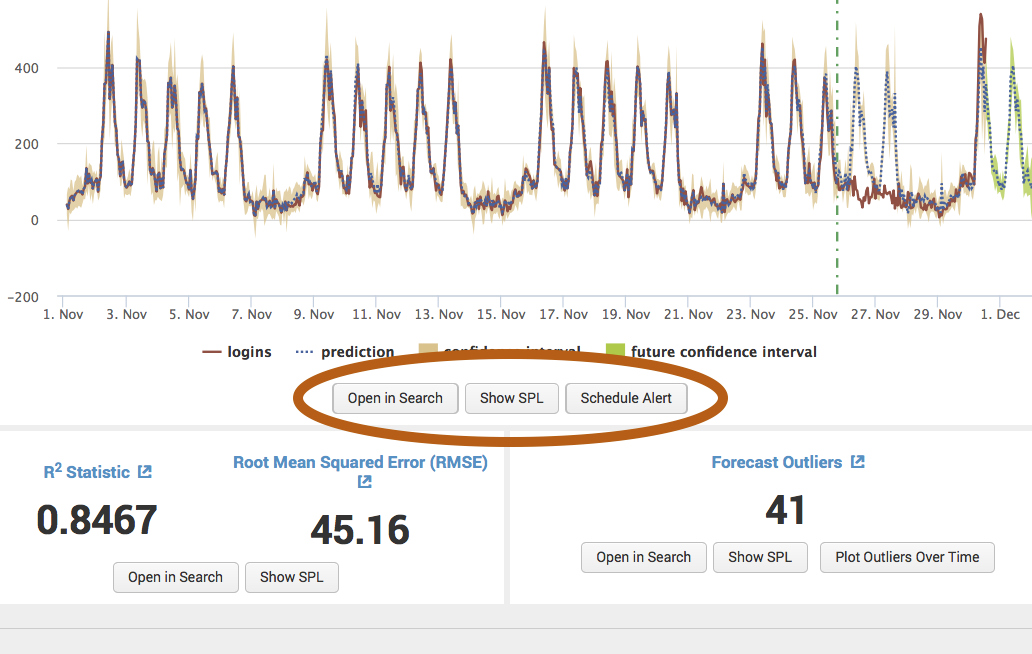 400
200
0
−200
1. Nov 3. Nov 5. Nov 7. Nov 9. Nov 11. Nov 13. Nov 15. Nov 17. Nov 19. Nov 21. Nov 23. Nov 25. Nov 27. Nov 29. Nov 1. Dec
logins prediction confidence interval future confidence interval
Open in Search Show SPL Schedule Alert
R² Statistic
Root Mean Squared Error (RMSE)
Forecast Outliers
0.8467
45.16
41
Open in Search Show SPL
Open in Search Show SPL Plot Outliers Over Time